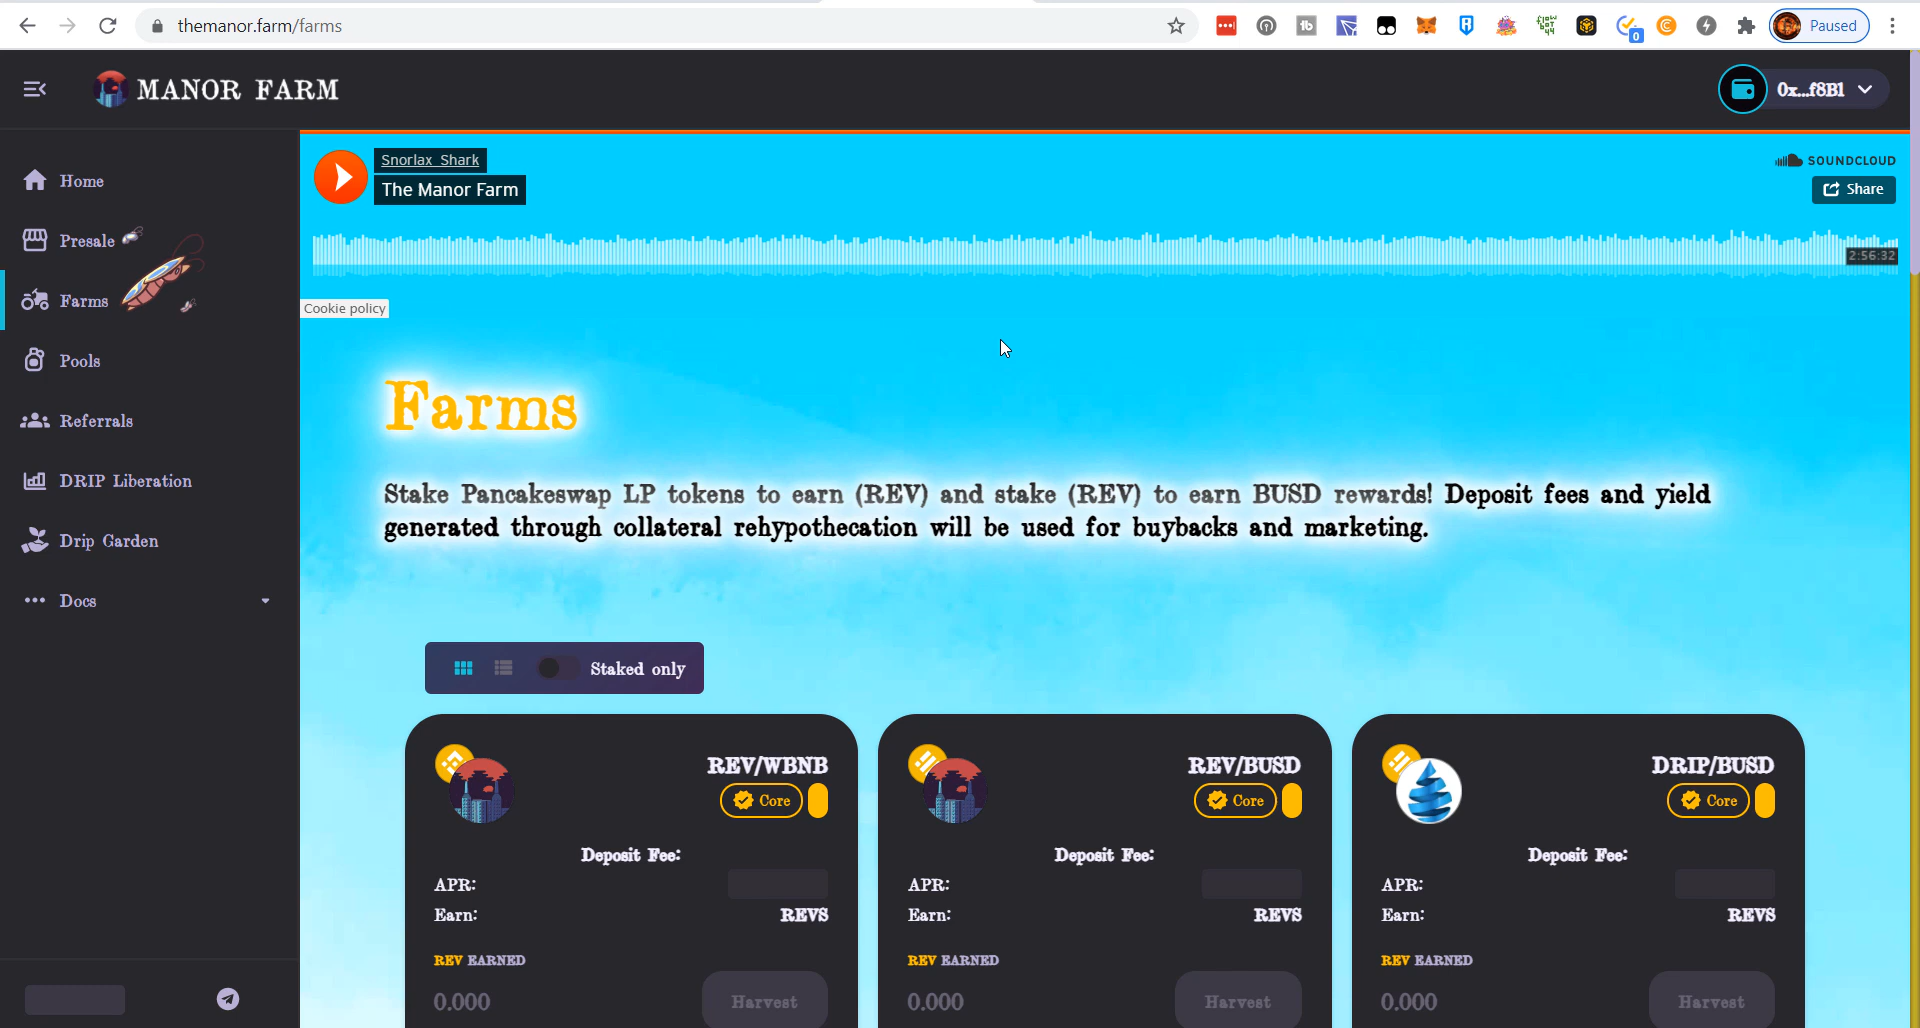 themanor.farm/farms
0
Paused
MANOR FARM
0x...f8B1
Home
Presale
Farms
Pools
Referrals
DRIP Liberation
Drip Garden
Docs
Snorlax_Shark
The Manor Farm
SOUNDCLOUD
Share
2:56:32
Cookie policy
Farms
Stake Pancakeswap LP tokens to earn (REV) and stake (REV) to earn BUSD rewards! Deposit fees and yield
generated through collateral rehypothecation will be used for buybacks and marketing.
Staked only
REV/WBNB
Core
Deposit Fee:
APR:
Earn: REVS
REV EARNED
0.000 Harvest
REV/BUSD
Core
Deposit Fee:
APR:
Earn: REVS
REV EARNED
0.000 Harvest
DRIP/BUSD
Core
Deposit Fee:
APR:
Earn: REVS
REV EARNED
0.000 Harvest